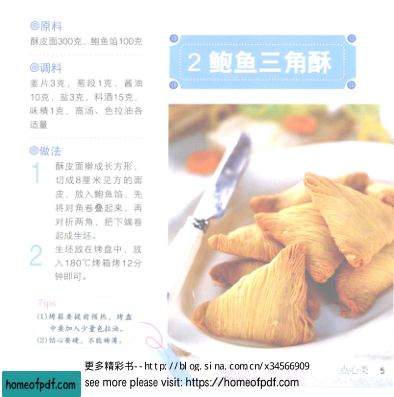 原料
酥皮面300克，鲍鱼馅100克
调料
姜片3克，葱段1克，酱油
10克，盐3克，料酒15克，
味精1克，高汤、色拉油各
适量
做法
1 酥皮面擀成长方形，
切成8厘米见方的面
皮，放入鲍鱼馅，先
将对角卷叠起来，再
对折两角，把下端卷
起成生坯。
2 生坯放在烤盘中，放
入180℃烤箱烤12分
钟即可。
Tips
(1)烤箱要提前预热，烤盘
中要加入少量色拉油。
(2)馅心要硬，不能稀薄。
2 鲍鱼三角酥
点心类 5
更多精彩书--http://blog.sina.com.cn/x34566909
see more please visit: https://homeofpdf.com
homeofpdf.com